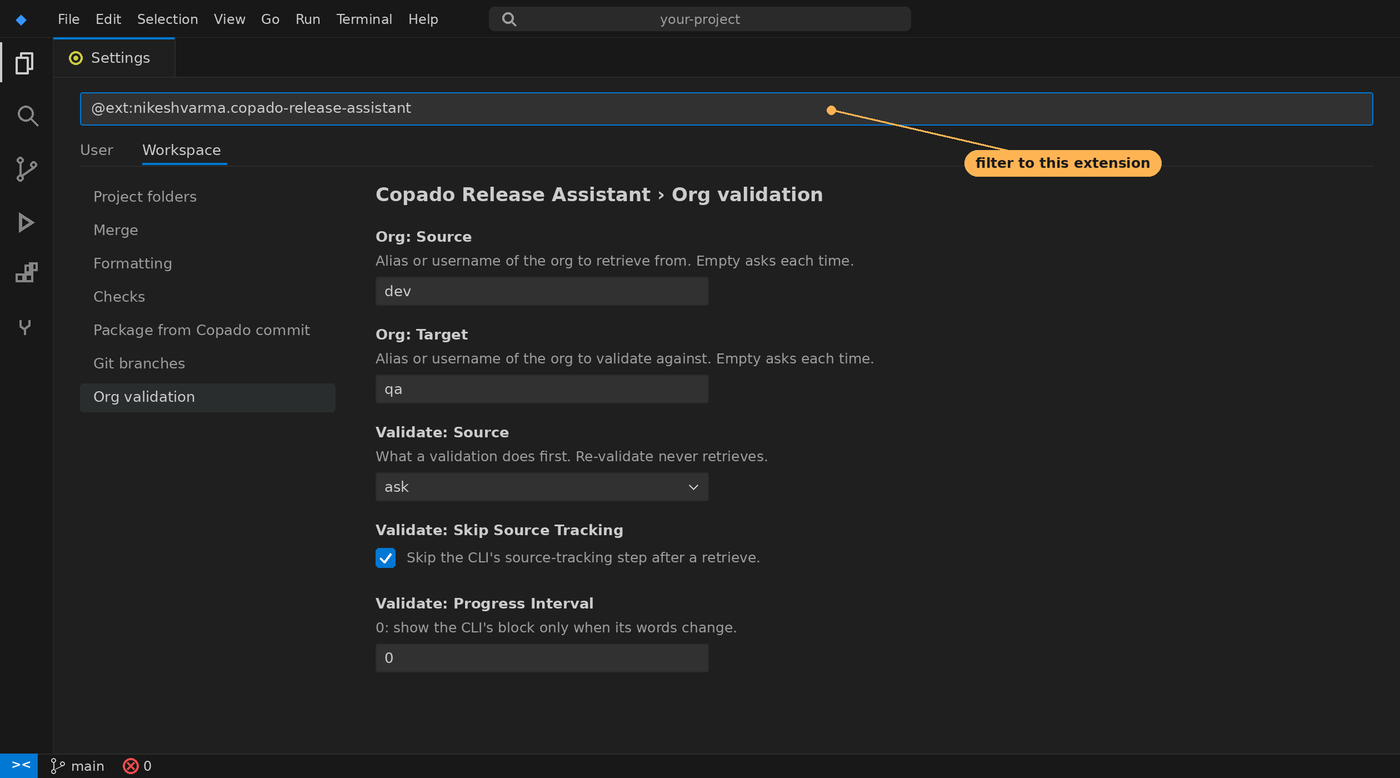 File Edit Selection View Go Run Terminal Help your-project
Settings
@ext:nikeshvarma.copado-release-assistant
User Workspace
filter to this extension
Project folders
Merge
Formatting
Checks
Package from Copado commit
Git branches
Org validation
Copado Release Assistant › Org validation
Org: Source
Alias or username of the org to retrieve from. Empty asks each time.
dev
Org: Target
Alias or username of the org to validate against. Empty asks each time.
qa
Validate: Source
What a validation does first. Re-validate never retrieves.
ask
Validate: Skip Source Tracking
Skip the CLI's source-tracking step after a retrieve.
Validate: Progress Interval
0: show the CLI's block only when its words change.
0
>< main 0